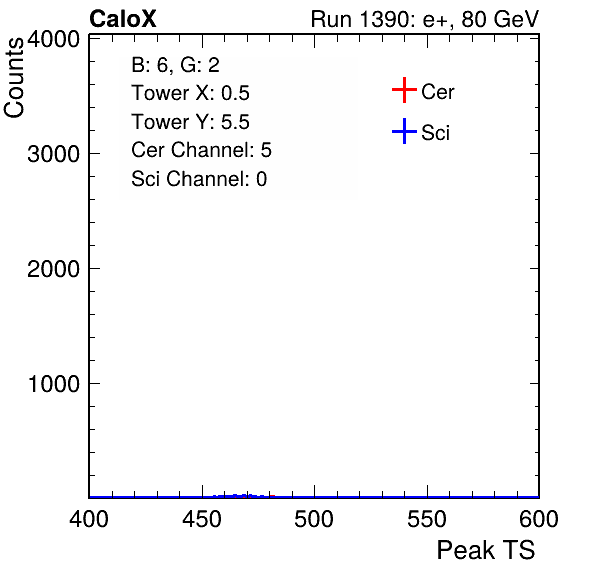 CaloX Run 1390: e+, 80 GeV
Counts
4000
3000
2000
1000
B: 6, G: 2
Tower X: 0.5
Tower Y: 5.5
Cer Channel: 5
Sci Channel: 0
Cer
Sci
400 450 500 550 600
Peak TS